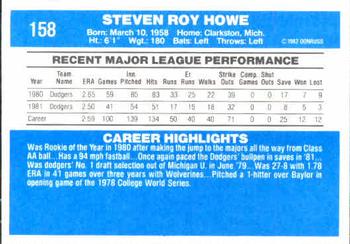 158
STEVEN ROY HOWE
Born: March 10, 1958 Home: Clarkston, Mich.
Ht.: 6'1" Wgt.: 180 Bats: Left Throws: Left
© 1982 DONRUSS
RECENT MAJOR LEAGUE PERFORMANCE
Year Team Name ERA Games Inn Pitched Hits Runs Er Runs Walks Strike Outs Comp. Games Shut Outs Save Won Lost
1980 Dodgers 2.65 59 85 83 33 25 22 39 0 0 17 7 9
1981 Dodgers 2.50 41 54 51 17 15 18 32 0 0 8 5 3
Career 2.59 100 139 134 50 40 40 71 0 0 25 12 12
CAREER HIGHLIGHTS
Was Rookie of the Year in 1980 after making the jump to the majors all the way from Class
AA ball... Has a 94 mph fastball... Once again paced the Dodgers' bullpen in saves in '81...
Was dodgers' No. 1 draft selection out of Michigan U. in June '79... Was 27-8 with 1.78
ERA in 41 games over three years with Wolverines... Pitched a 1-hitter over Baylor in
opening game of the 1978 College World Series.